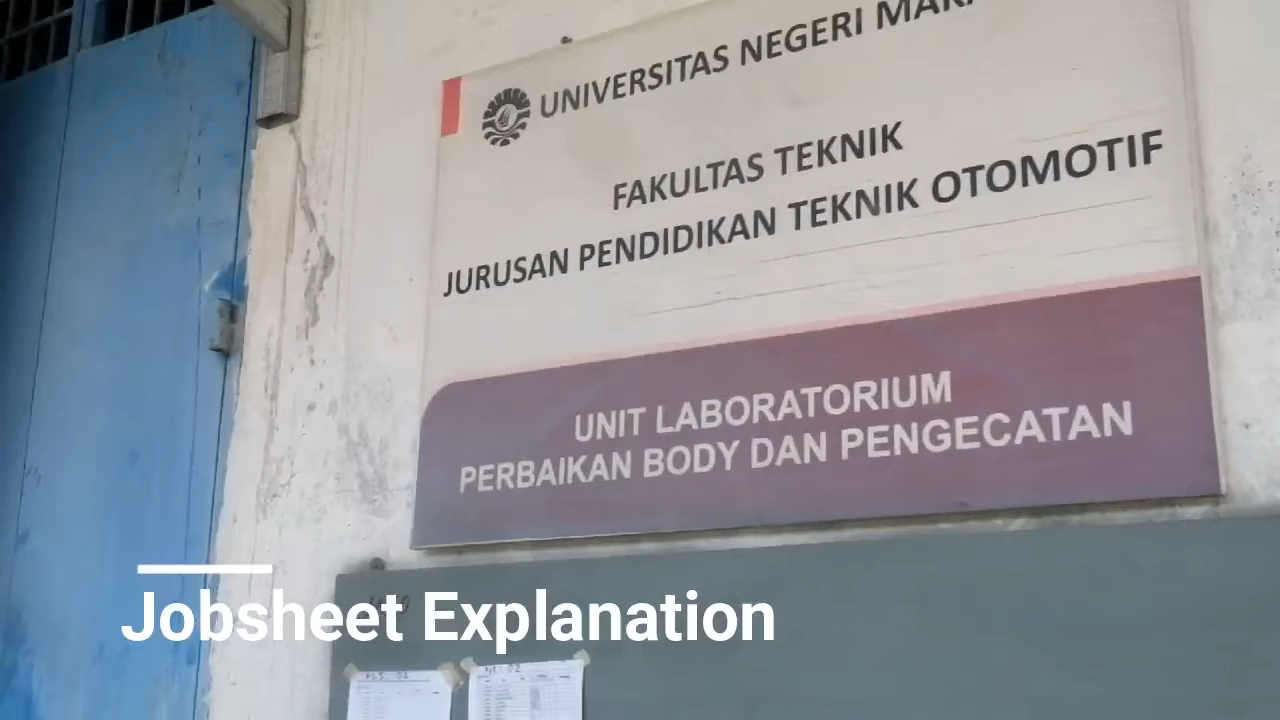 UNIVERSITAS NEGERI
FAKULTAS TEKNIK
JURUSAN PENDIDIKAN TEKNIK OTOMOTIF
UNIT LABORATORIUM
PERBAIKAN BODY DAN PENGECATAN
Jobsheet Explanation